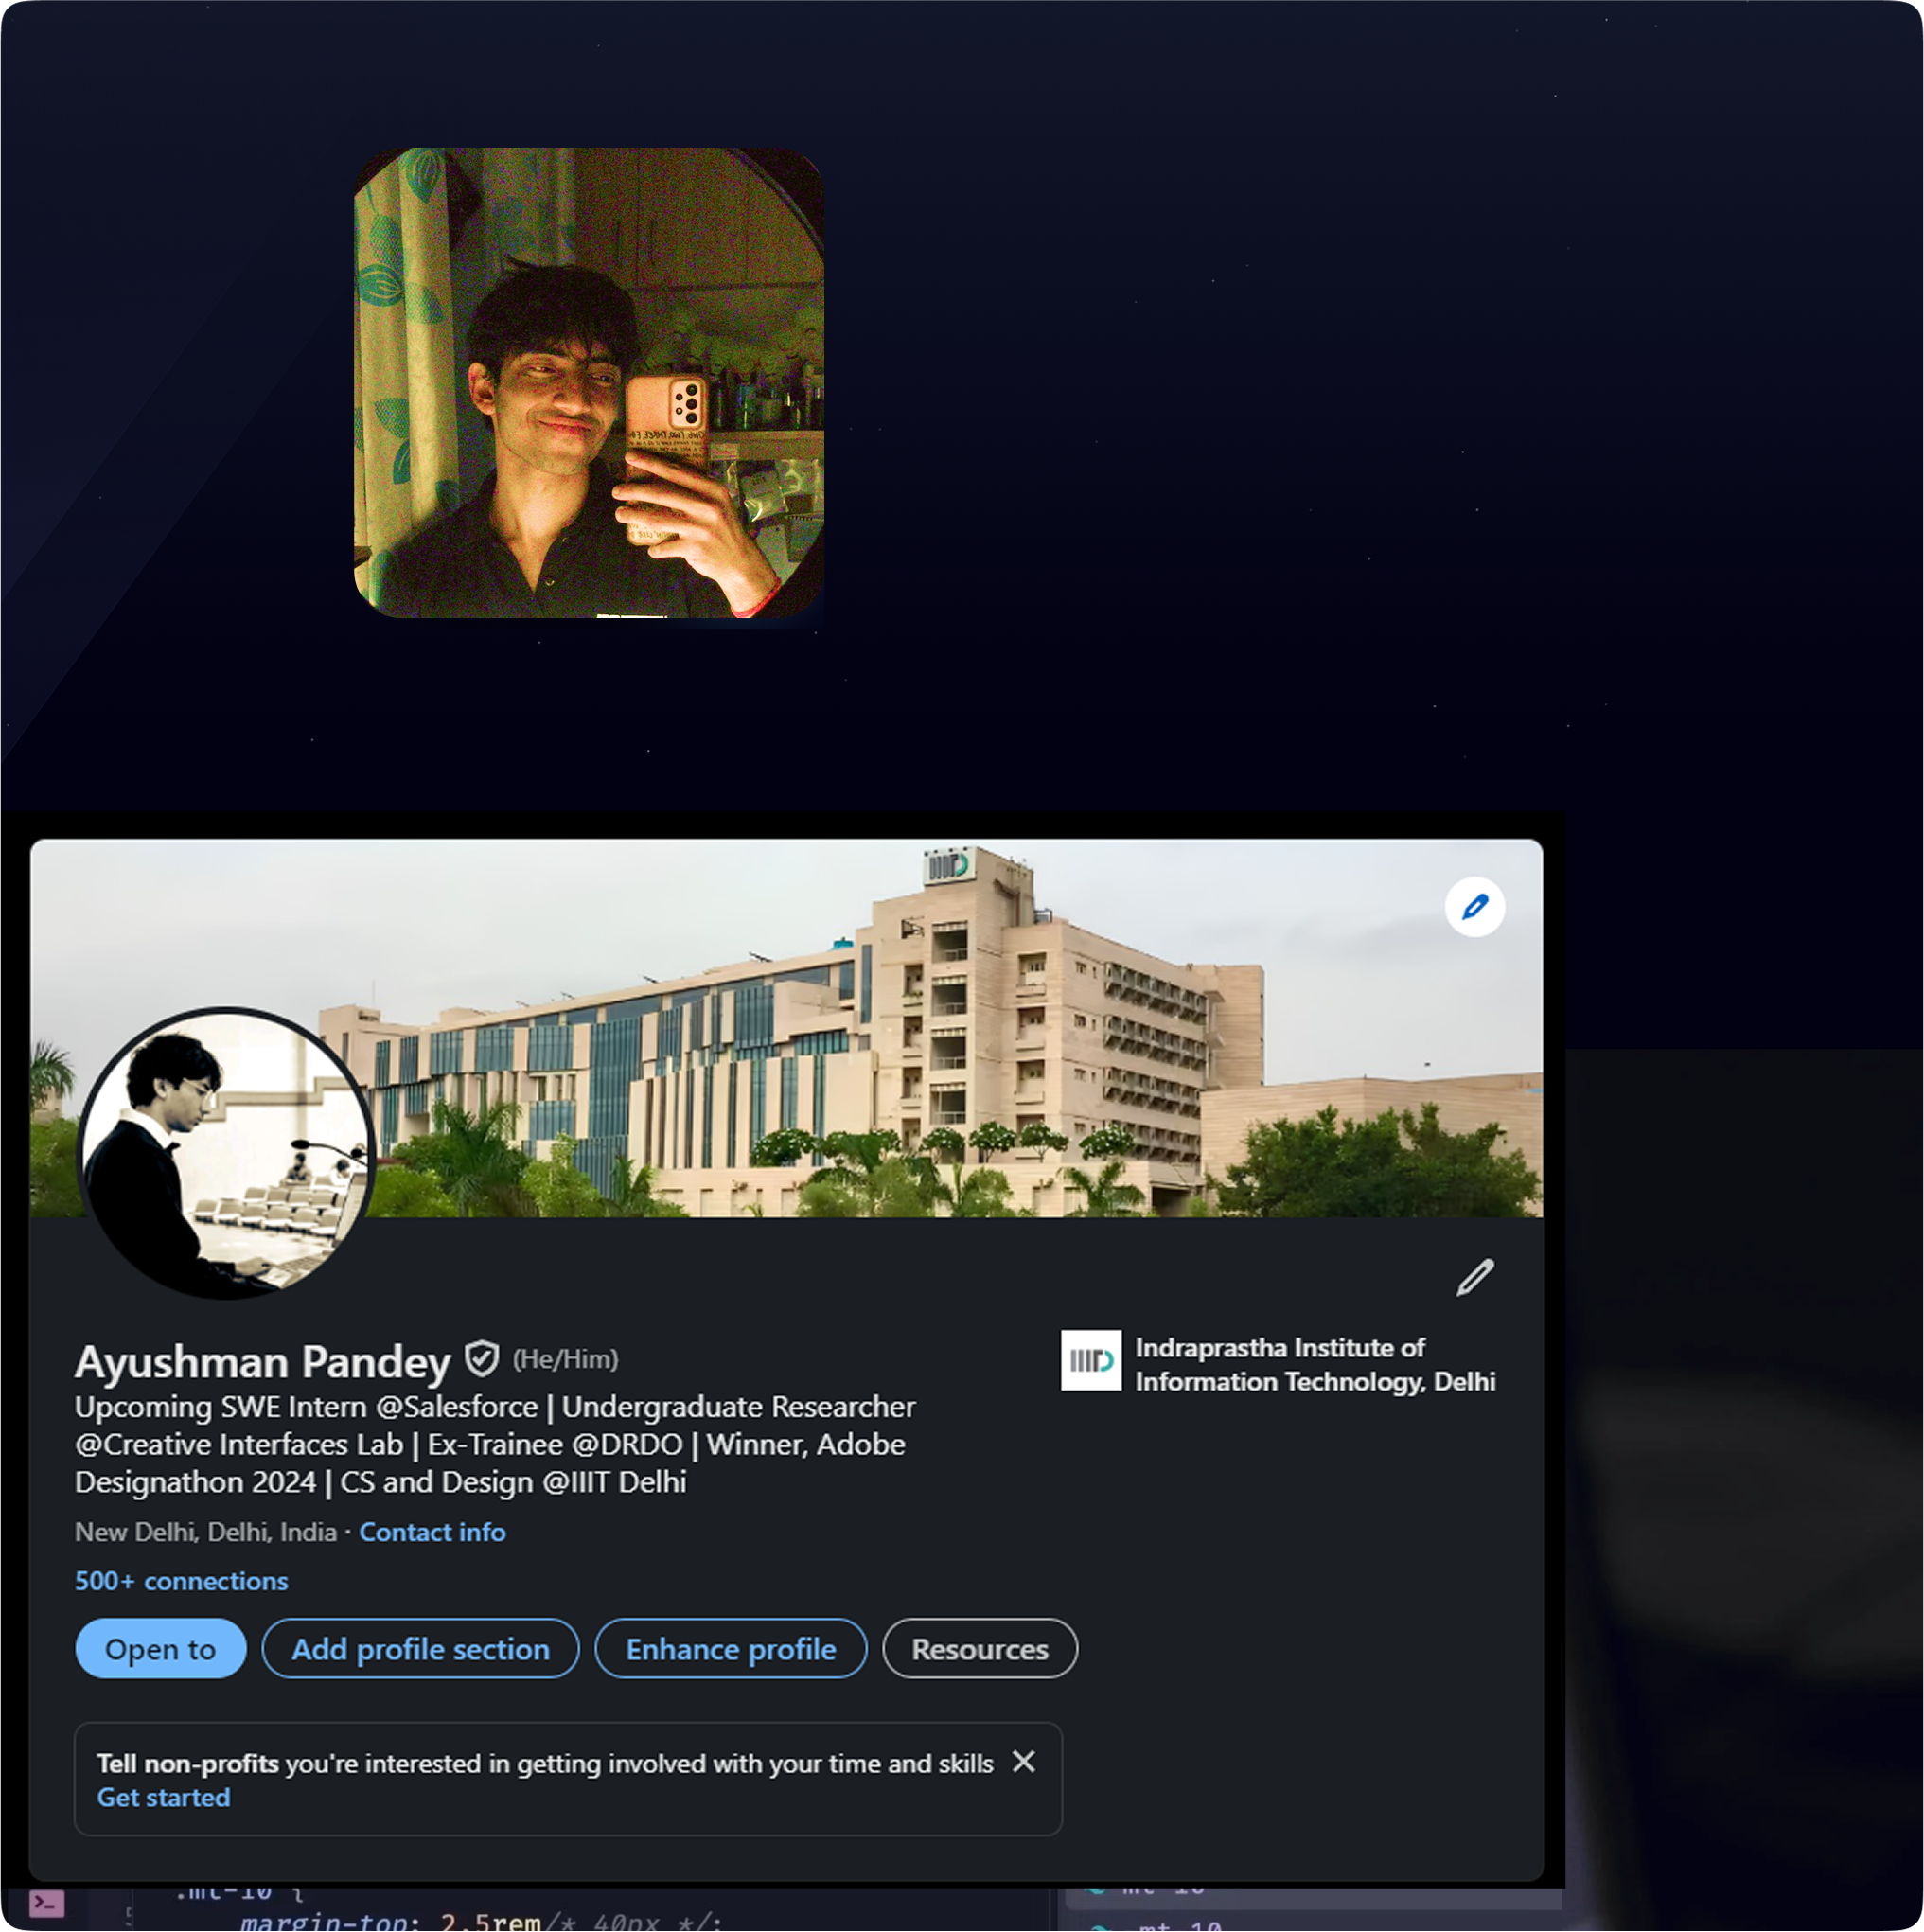 IIITD
Ayushman Pandey (He/Him)
Upcoming SWE Intern @Salesforce | Undergraduate Researcher
@Creative Interfaces Lab | Ex-Trainee @DRDO | Winner, Adobe
Designathon 2024 | CS and Design @IIIT Delhi
New Delhi, Delhi, India · Contact info
500+ connections
IIITD
Indraprastha Institute of
Information Technology, Delhi
Open to
Add profile section
Enhance profile
Resources
Tell non-profits you're interested in getting involved with your time and skills
Get started
.mt-10 {
margin-top: 2.5rem/* 40px */;
mt-10